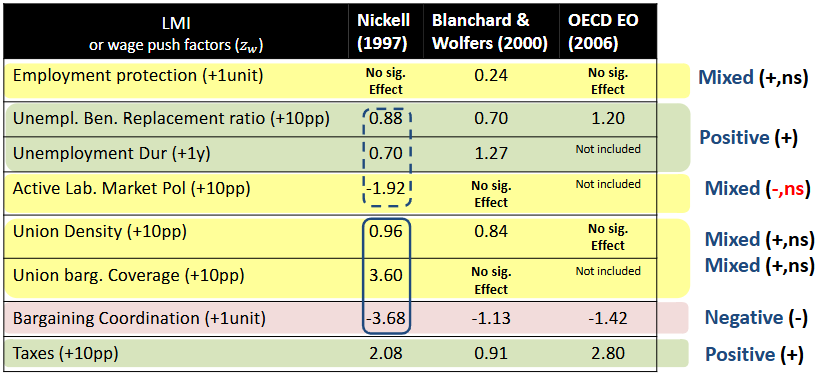 LMI Nickell Blanchard & OECD EO
or wage push factors (z_w) (1997) Wolfers (2000) (2006)
Employment protection (+1unit) No sig. Effect 0.24 No sig. Effect Mixed (+,ns)
Unempl. Ben. Replacement ratio (+10pp) 0.88 0.70 1.20
Positive (+)
Unemployment Dur (+1y) 0.70 1.27 Not included
Active Lab. Market Pol (+10pp) -1.92 No sig. Effect Not included Mixed (-,ns)
Union Density (+10pp) 0.96 0.84 No sig. Effect Mixed (+,ns)
Union barg. Coverage (+10pp) 3.60 No sig. Effect Not included Mixed (+,ns)
Bargaining Coordination (+1unit) -3.68 -1.13 -1.42 Negative (-)
Taxes (+10pp) 2.08 0.91 2.80 Positive (+)